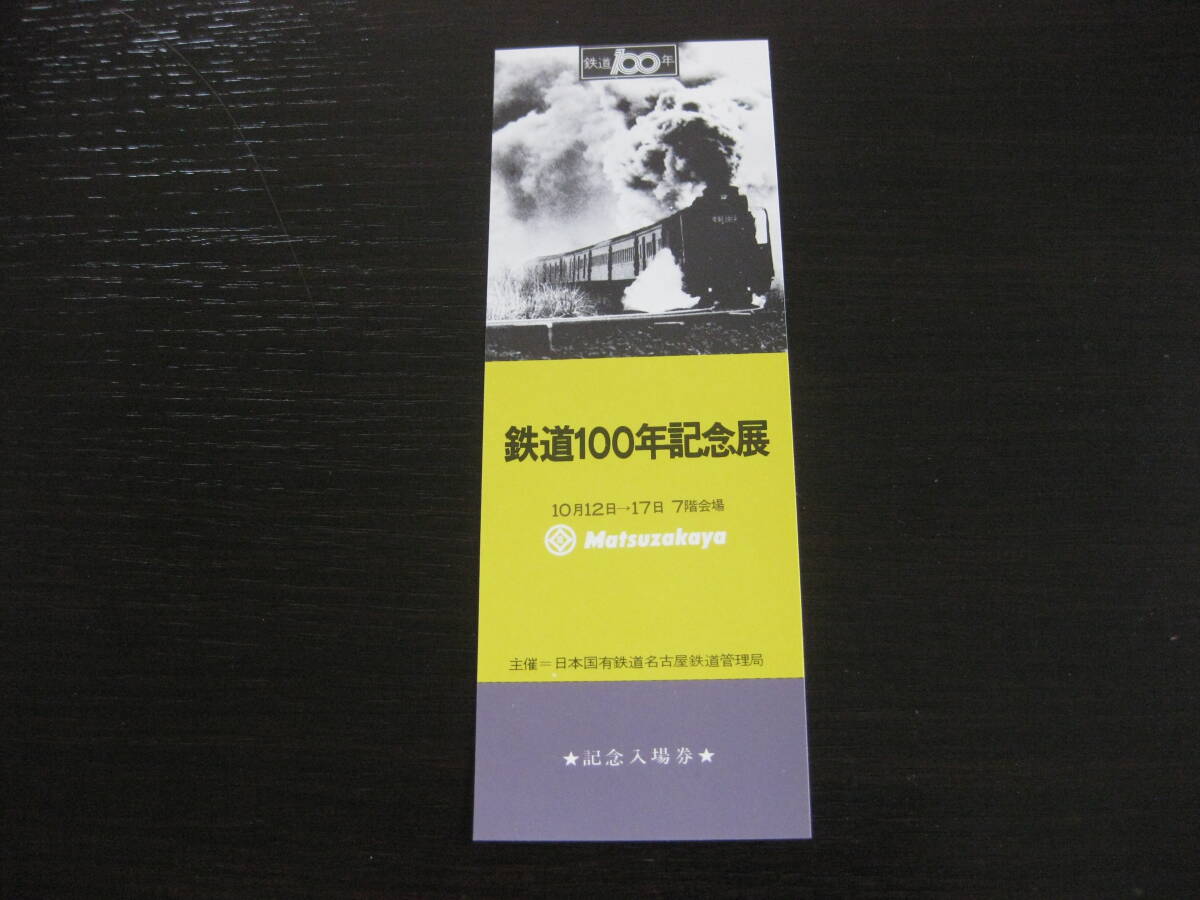 鉄道100年
鉄道100年記念展
10月12日→17日 7階会場
Matsuzakaya
主催＝日本国有鉄道名古屋鉄道管理局
★記念入場券★